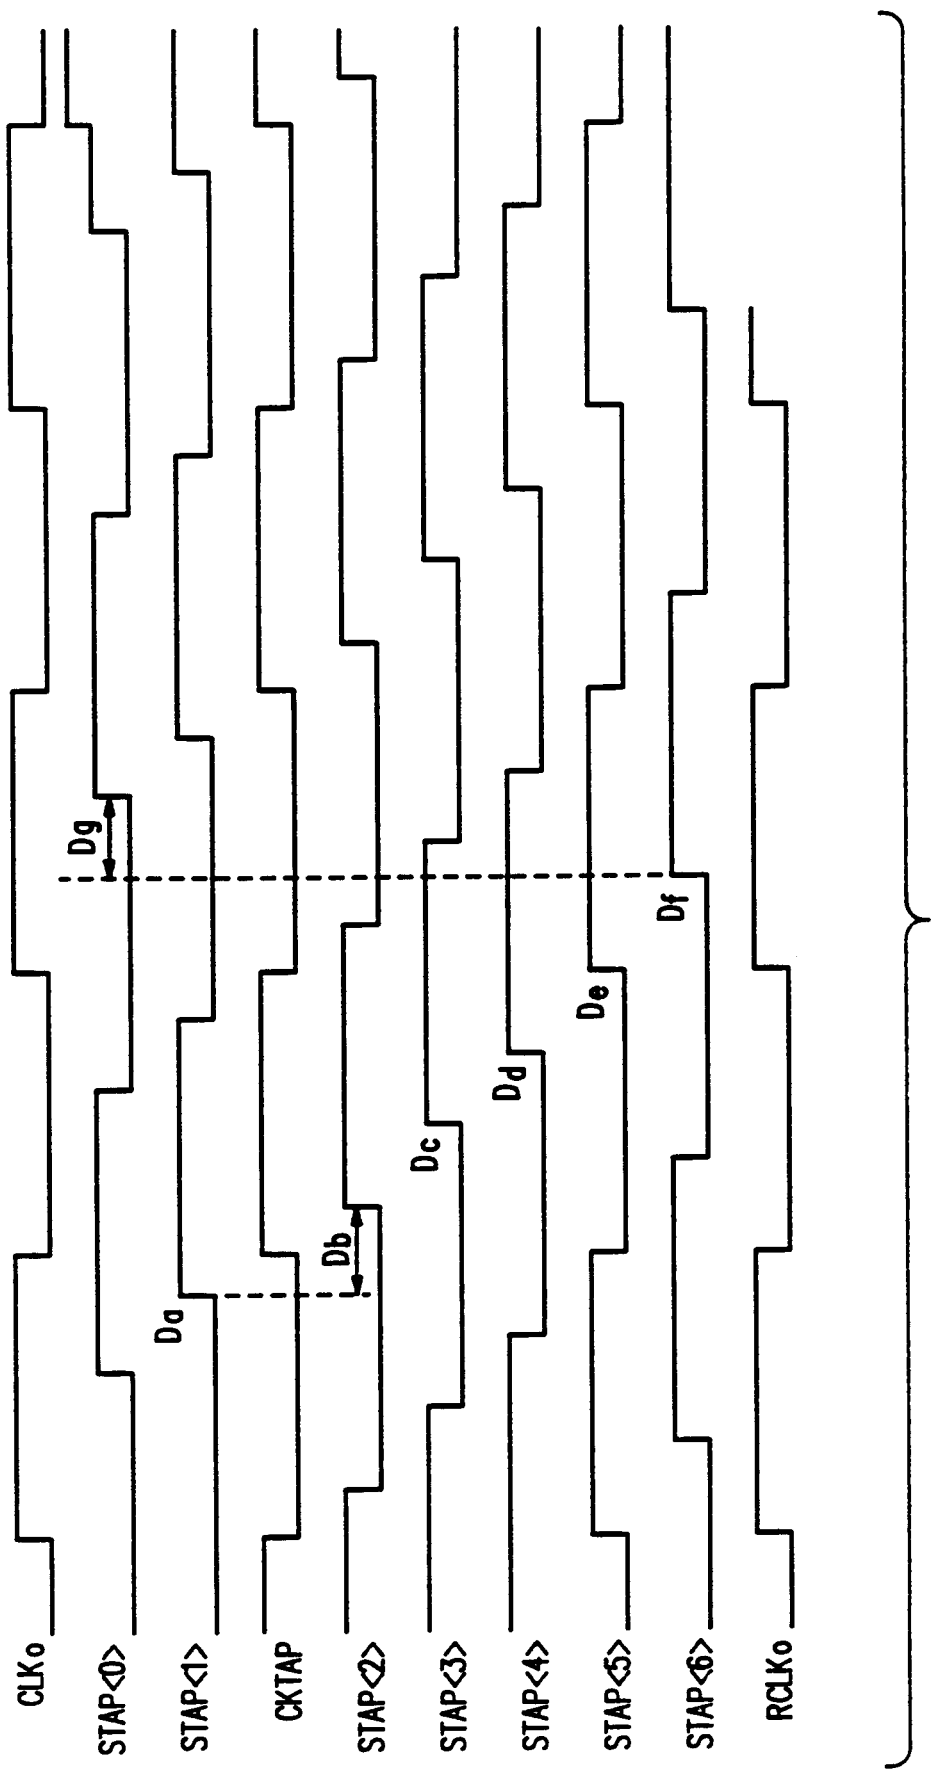 CLKo
STAP<0>
Dg
STAP<1>
Da
CKTAP
STAP<2>
Db
STAP<3>
Dc
STAP<4>
Dd
STAP<5>
De
STAP<6>
Df
RCLKo